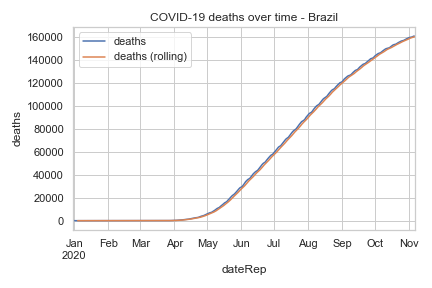 COVID-19 deaths over time - Brazil
deaths
deaths (rolling)
160000
140000
120000
100000
80000
60000
40000
20000
0
deaths
Jan Feb Mar Apr May Jun Jul Aug Sep Oct Nov
2020
dateRep